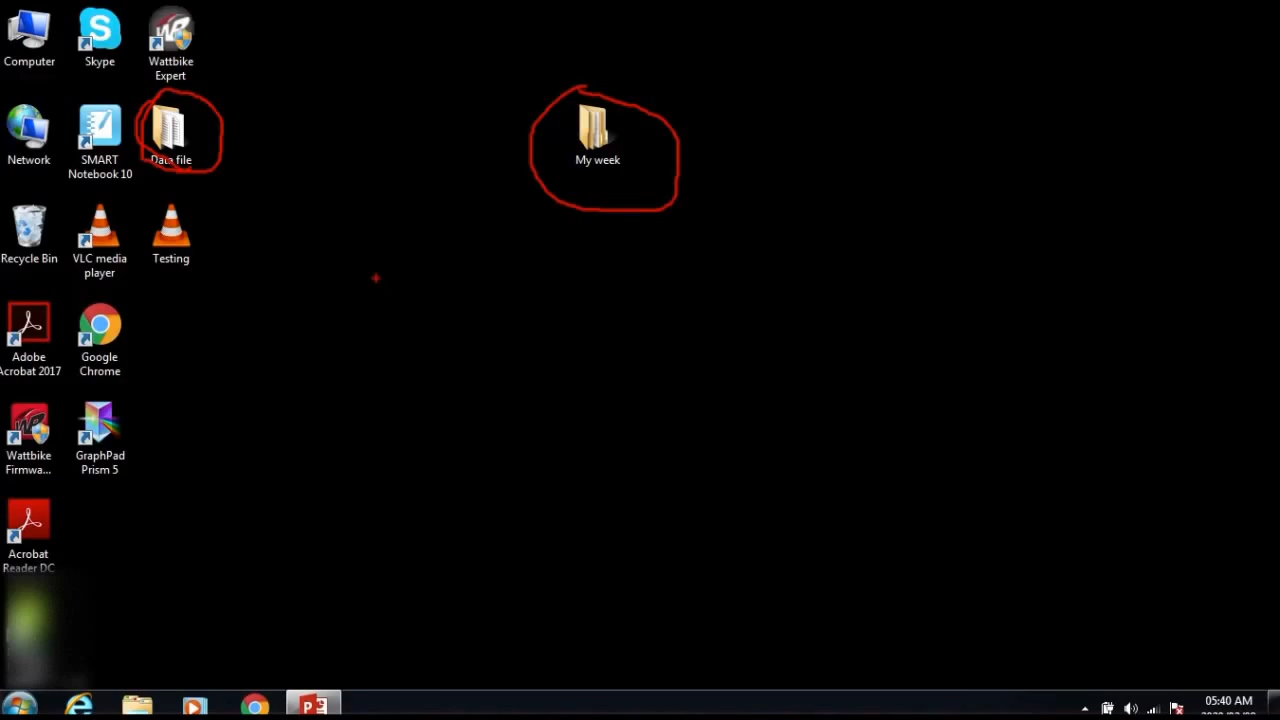 Computer
Skype
Wattbike
Expert
Network
SMART
Notebook 10
Data file
My week
Recycle Bin
VLC media
player
Testing
Adobe
Acrobat 2017
Google
Chrome
Wattbike
Firmwa...
GraphPad
Prism 5
Acrobat
Reader DC
05:40 AM